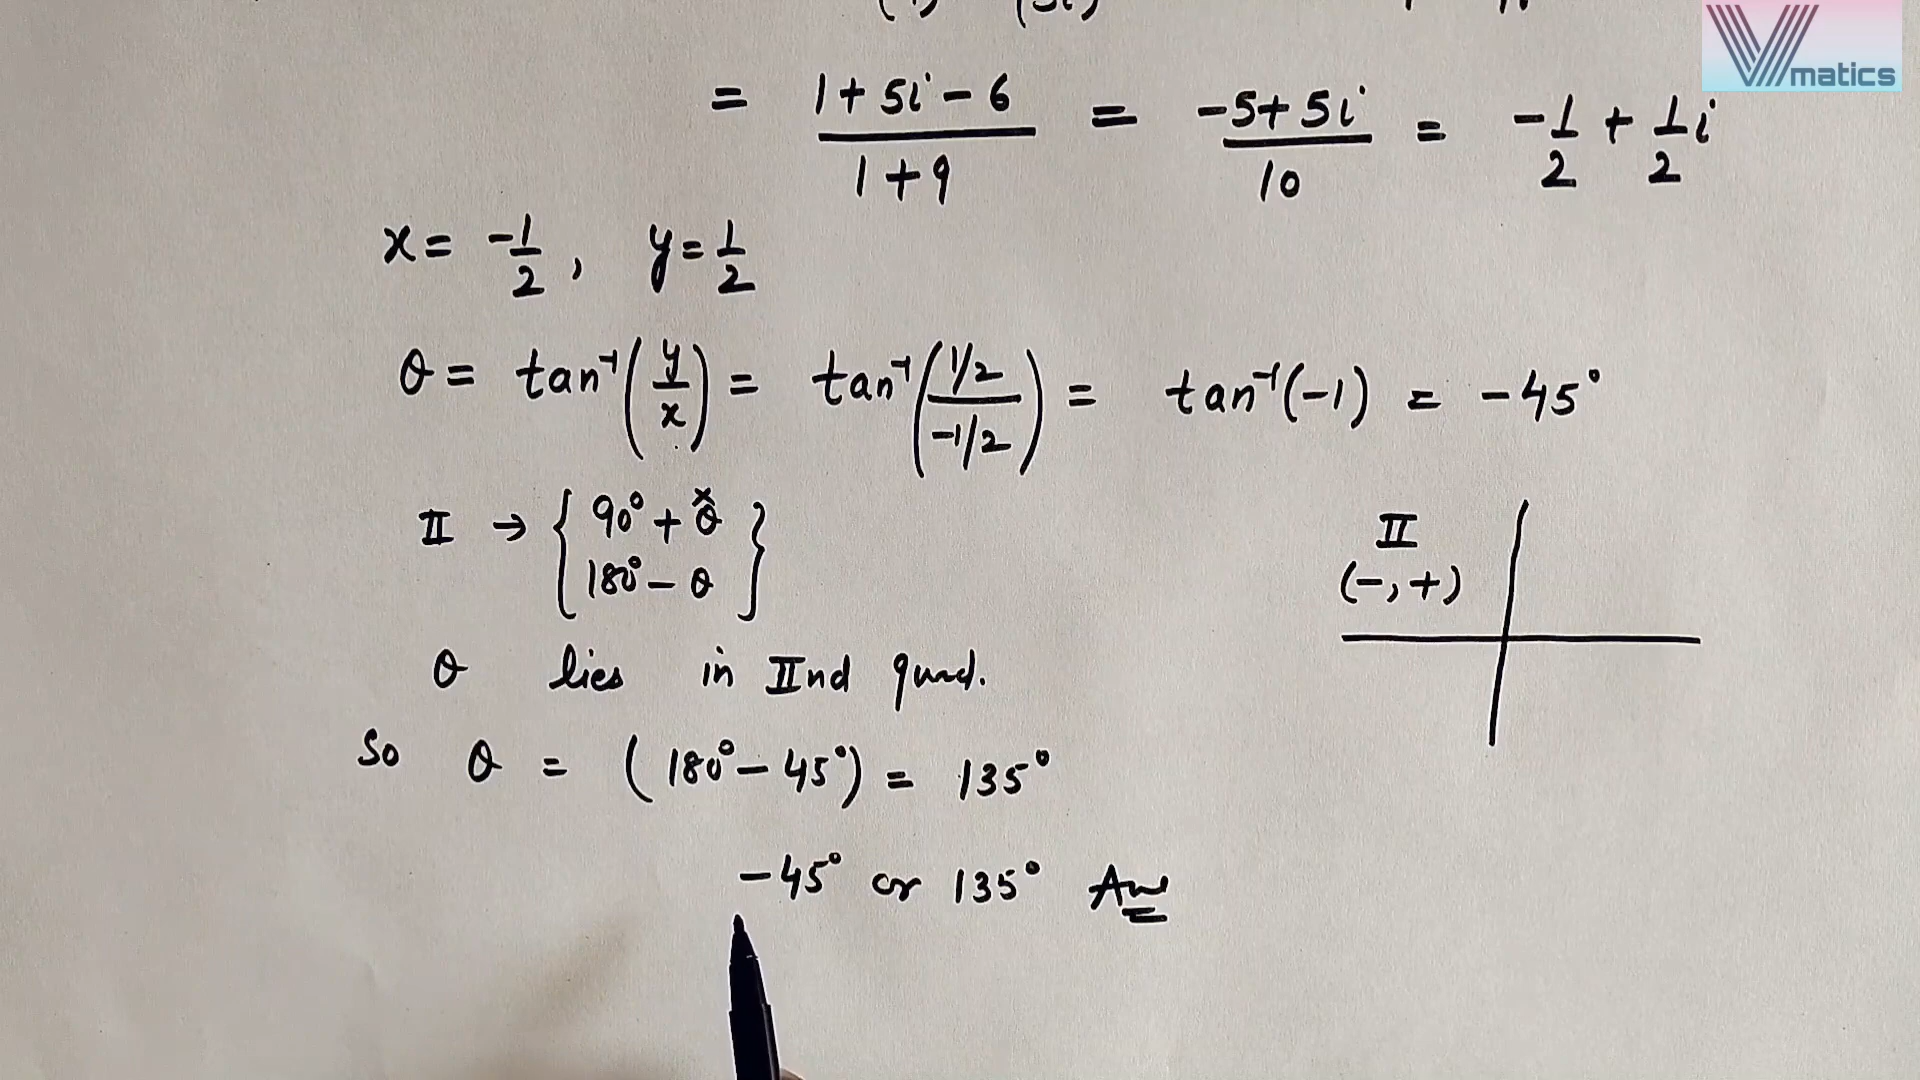 matics
= (1 + 5i - 6)/(1 + 9) = (-5 + 5i)/10 = -1/2 + 1/2 i
x = -1/2, y = 1/2
θ = tan⁻¹(y/x) = tan⁻¹((1/2)/(-1/2)) = tan⁻¹(-1) = -45°
II → { 90° + θ
180° - θ }
II
(-, +)
θ lies in IInd quad.
So θ = (180° - 45°) = 135°
-45° or 135° Ans